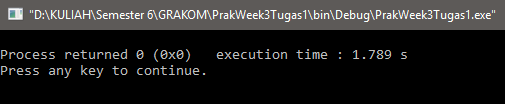 "D:\KULIAH\Semester 6\GRAKOM\PrakWeek3Tugas1\bin\Debug\PrakWeek3Tugas1.exe"
Process returned 0 (0x0)   execution time : 1.789 s
Press any key to continue.